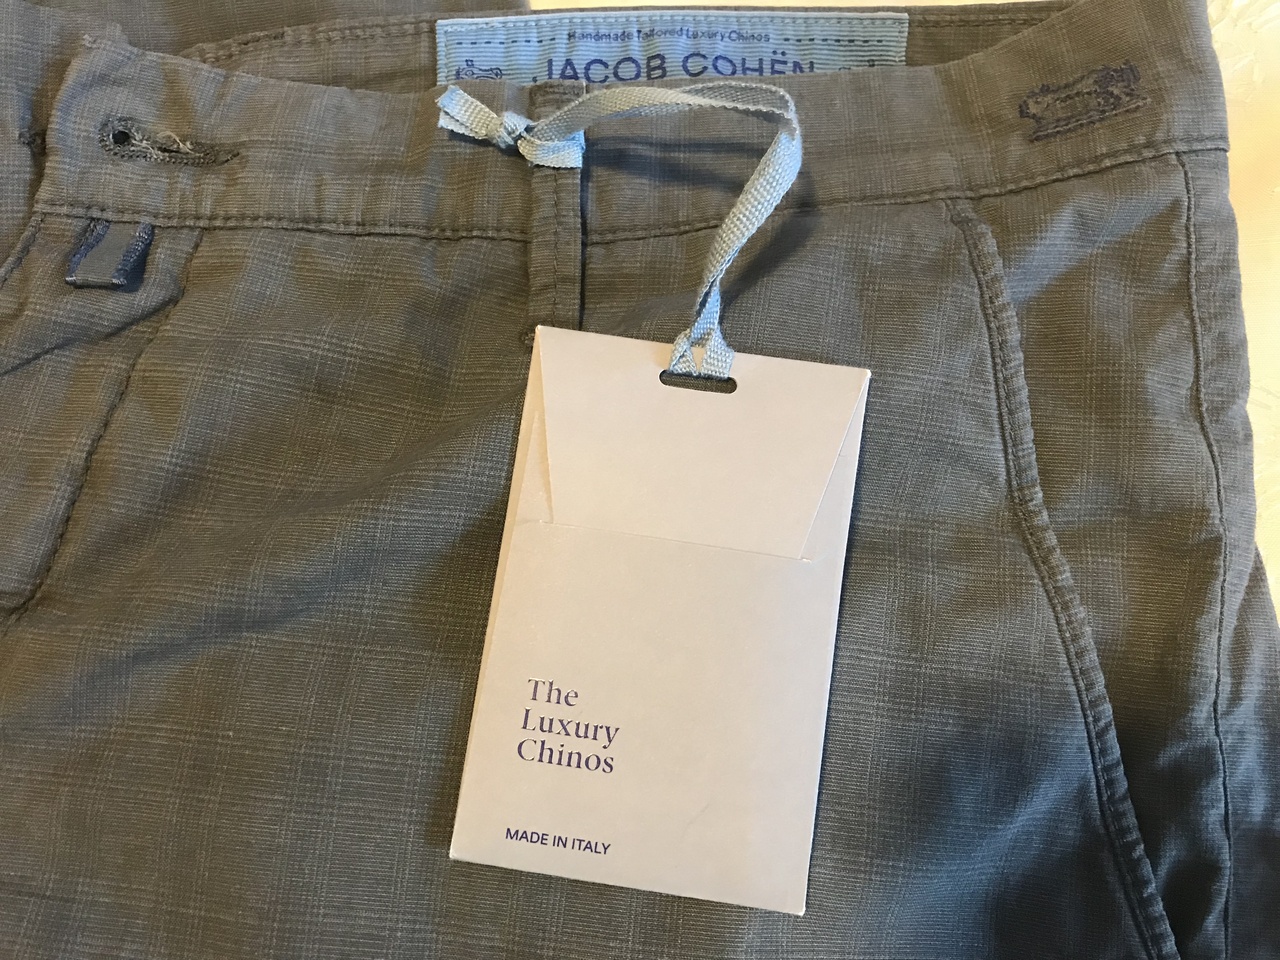 Handmade Tailored Luxury Chinos
JACOB COHËN
The
Luxury
Chinos
MADE IN ITALY